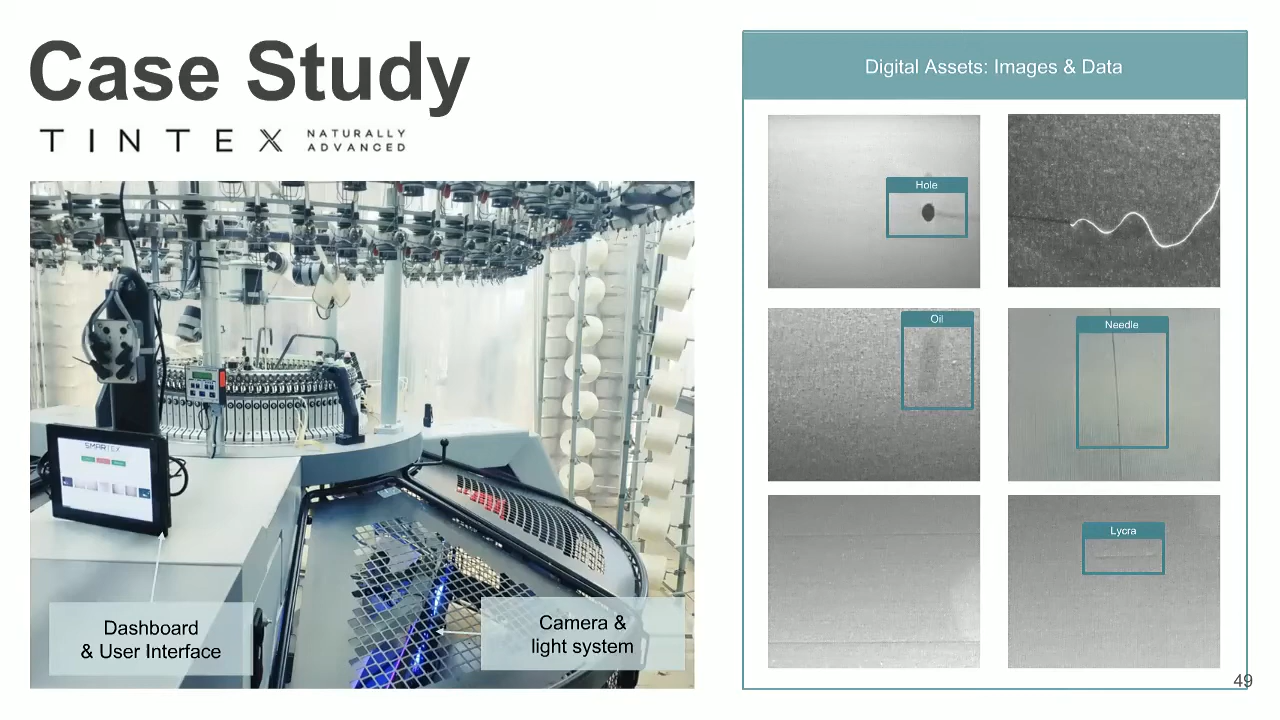 Case Study
TINTEX NATURALLY
ADVANCED
SMARTEX
Dashboard
& User Interface
Camera &
light system
Digital Assets: Images & Data
Hole
Oil
Needle
Lycra
49